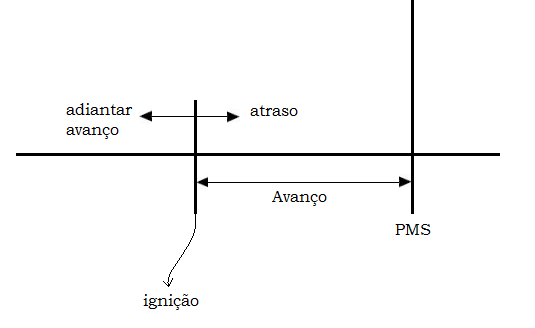 adiantar
avanço
atraso
Avanço
PMS
ignição